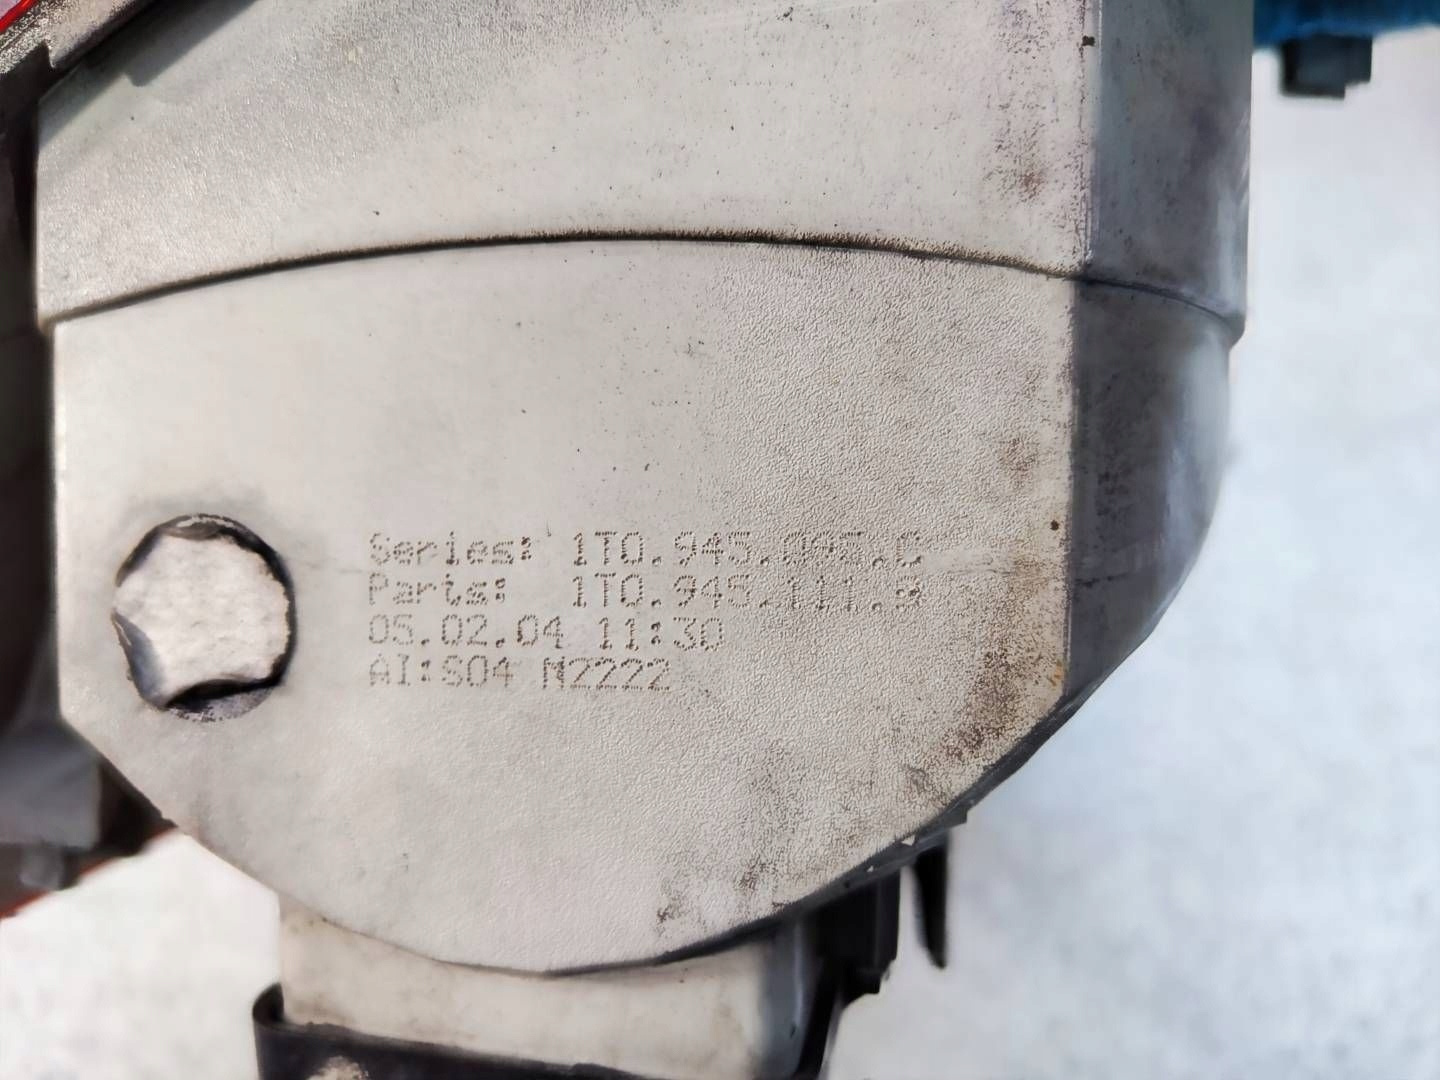 Series: 1T0.945.095.C
Parts: 1T0.945.111.B
05.02.04 11:30
AI:S04 M2222